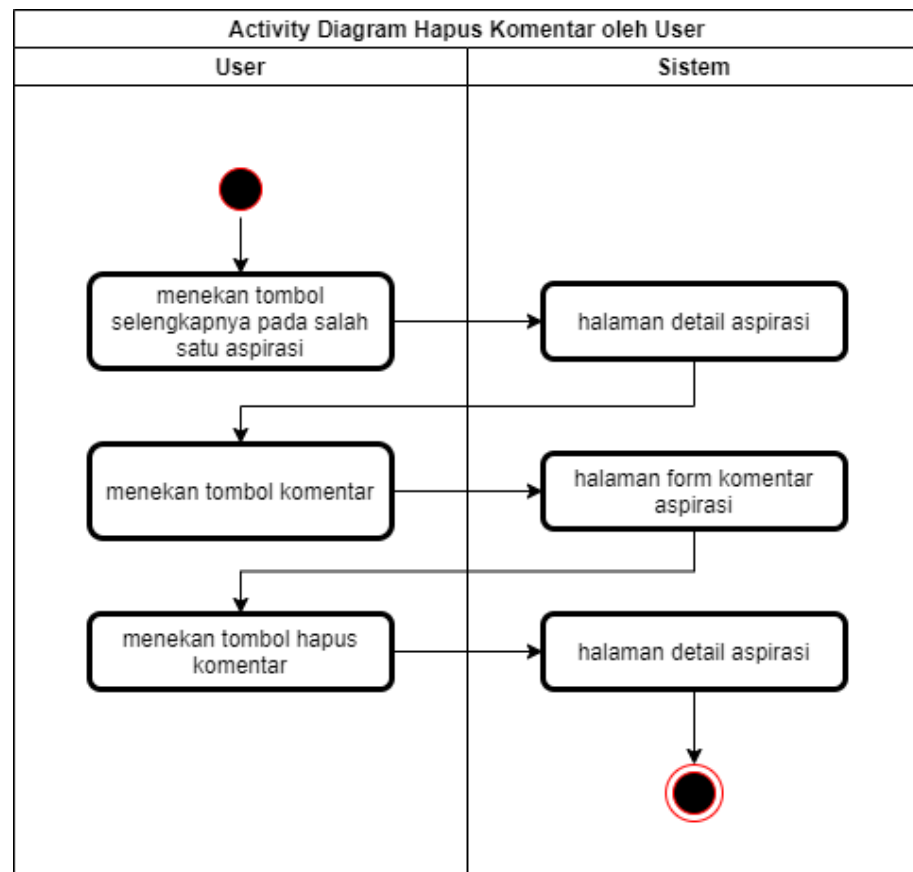 Activity Diagram Hapus Komentar oleh User
User
Sistem
menekan tombol
selengkapnya pada salah
satu aspirasi
halaman detail aspirasi
menekan tombol komentar
halaman form komentar
aspirasi
menekan tombol hapus
komentar
halaman detail aspirasi